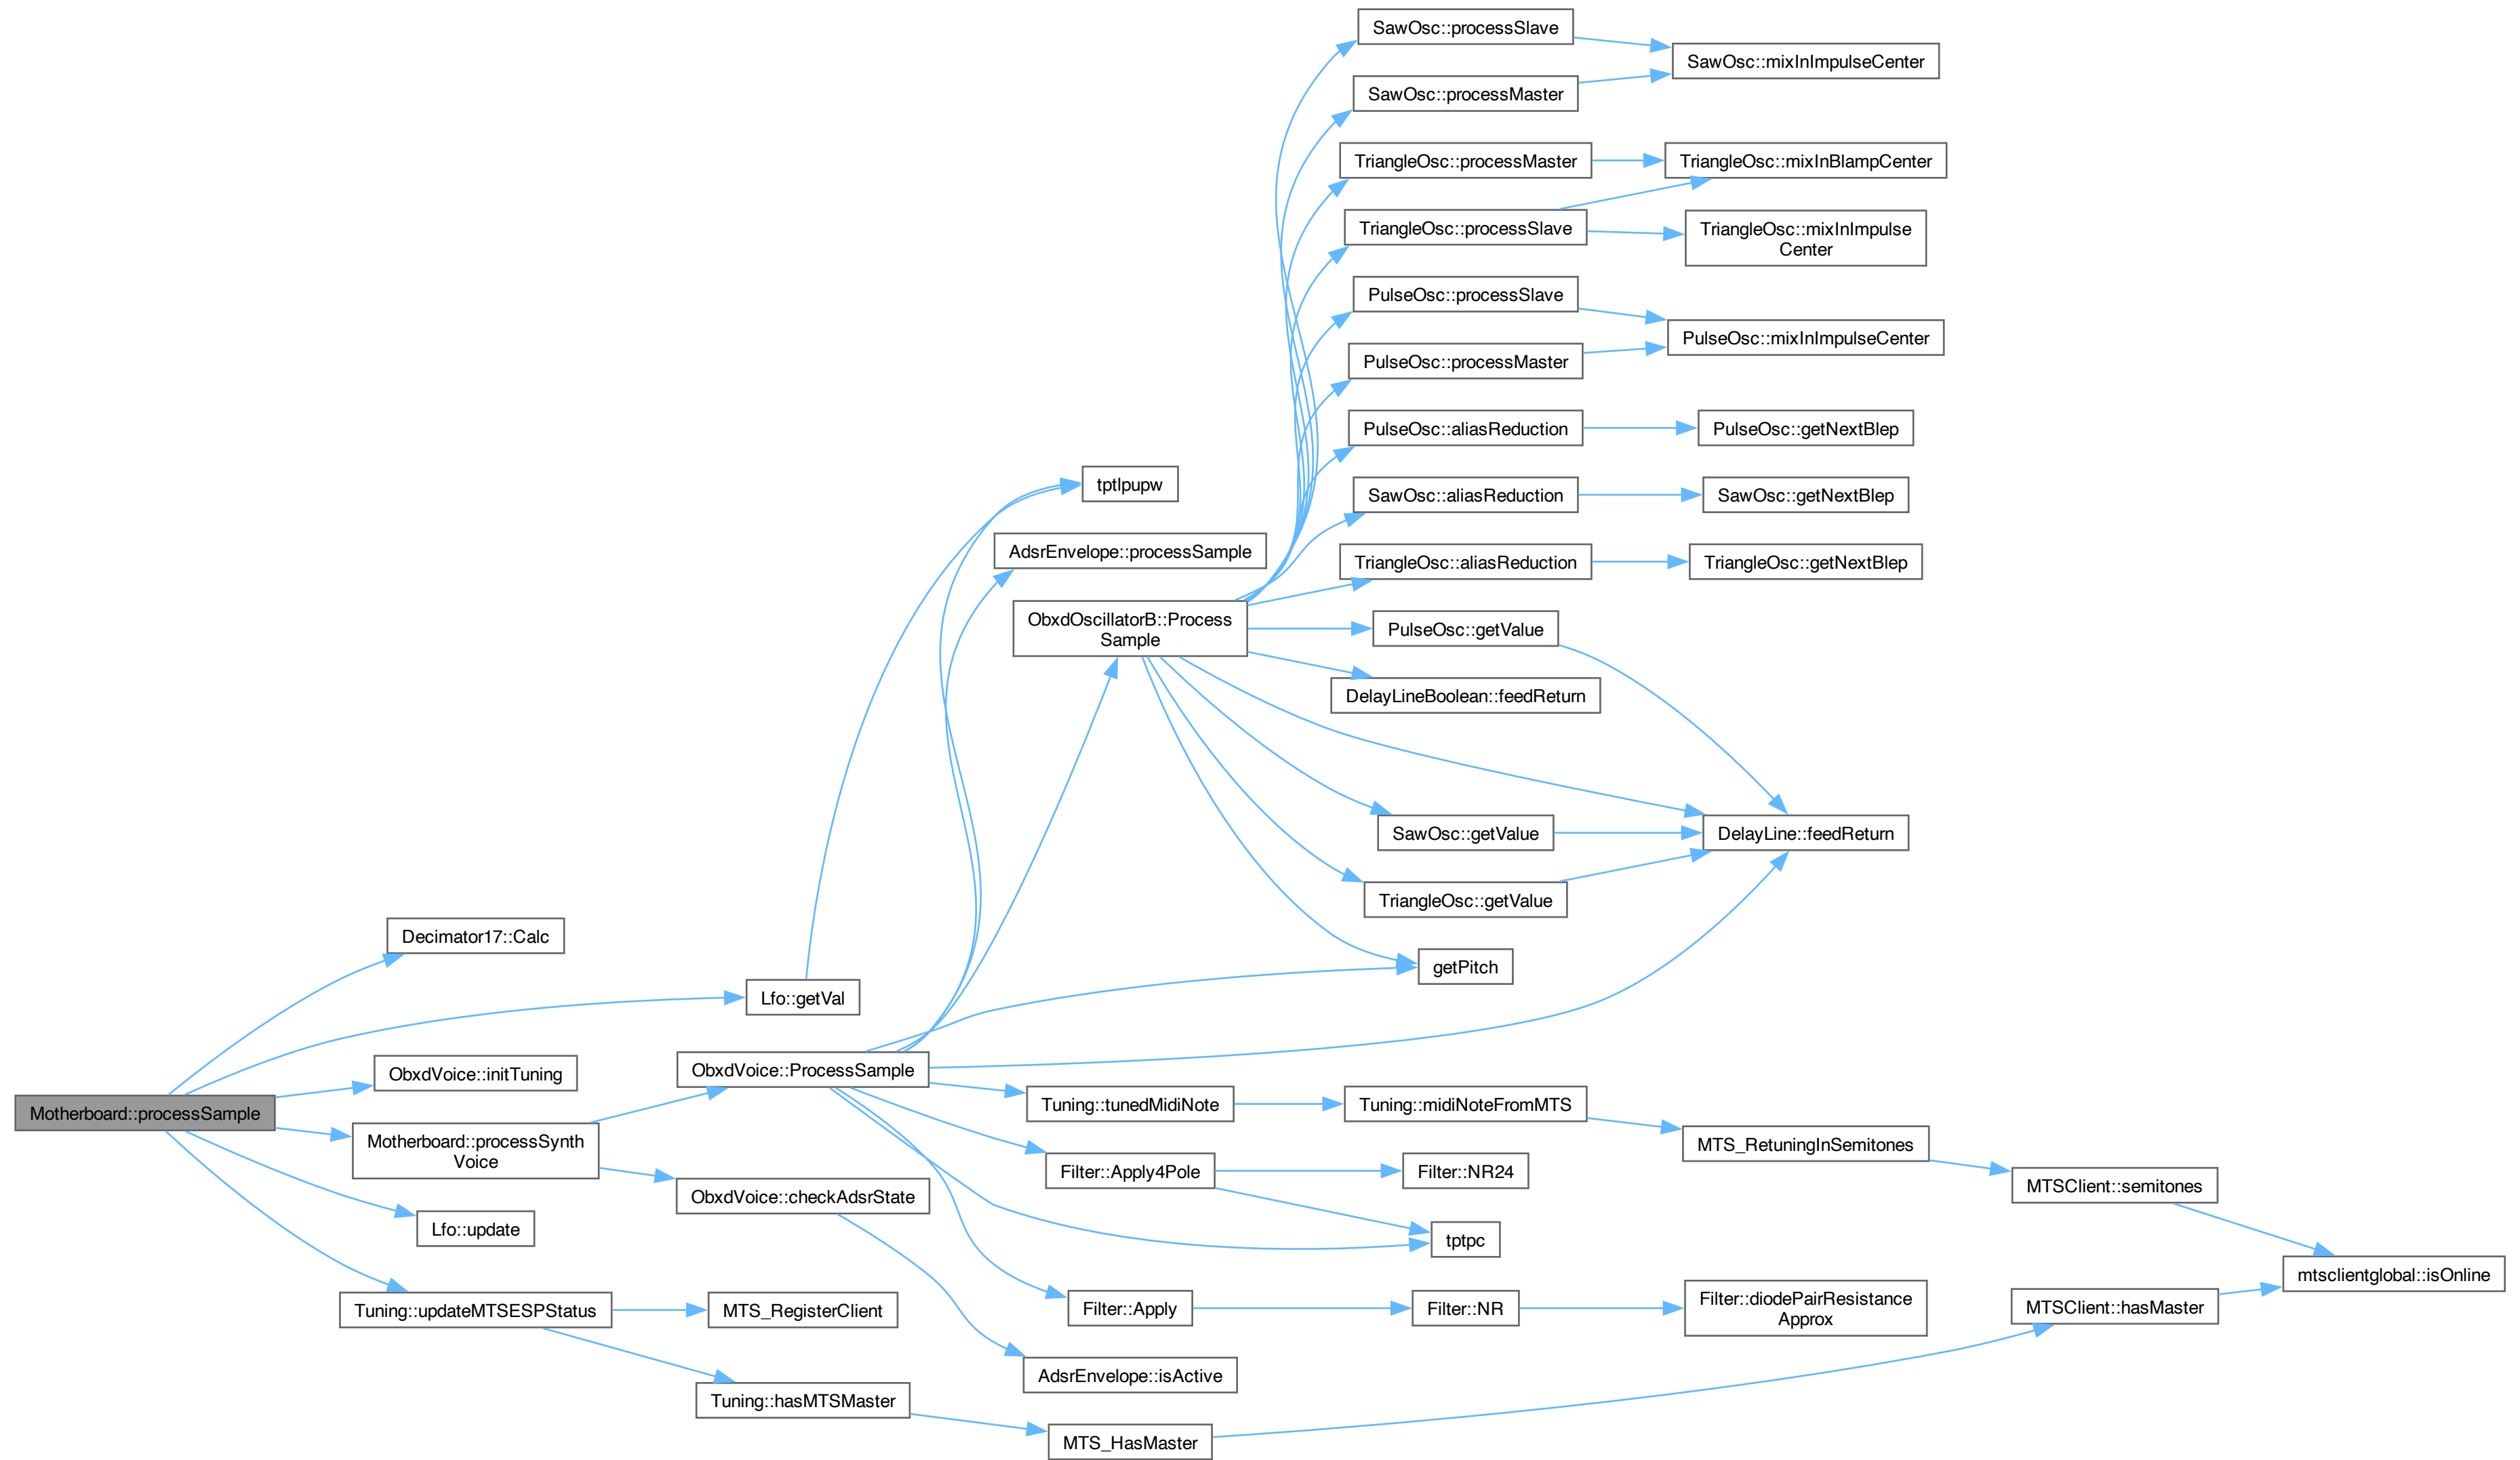 SawOsc::processSlave
SawOsc::mixInImpulseCenter
SawOsc::processMaster
TriangleOsc::processMaster
TriangleOsc::mixInBlampCenter
TriangleOsc::processSlave
TriangleOsc::mixInImpulse
Center
PulseOsc::processSlave
PulseOsc::mixInImpulseCenter
PulseOsc::processMaster
PulseOsc::aliasReduction
PulseOsc::getNextBlep
tptlpupw
SawOsc::aliasReduction
SawOsc::getNextBlep
AdsrEnvelope::processSample
TriangleOsc::aliasReduction
TriangleOsc::getNextBlep
ObxdOscillatorB::Process
Sample
PulseOsc::getValue
DelayLineBoolean::feedReturn
SawOsc::getValue
DelayLine::feedReturn
TriangleOsc::getValue
Decimator17::Calc
getPitch
Lfo::getVal
ObxdVoice::initTuning
ObxdVoice::ProcessSample
Motherboard::processSample
Tuning::tunedMidiNote
Tuning::midiNoteFromMTS
Motherboard::processSynth
Voice
MTS_RetuningInSemitones
Filter::Apply4Pole
Filter::NR24
MTSClient::semitones
ObxdVoice::checkAdsrState
Lfo::update
tptpc
mtsclientglobal::isOnline
Tuning::updateMTSESPStatus
MTS_RegisterClient
Filter::Apply
Filter::NR
Filter::diodePairResistance
Approx
MTSClient::hasMaster
AdsrEnvelope::isActive
Tuning::hasMTSMaster
MTS_HasMaster